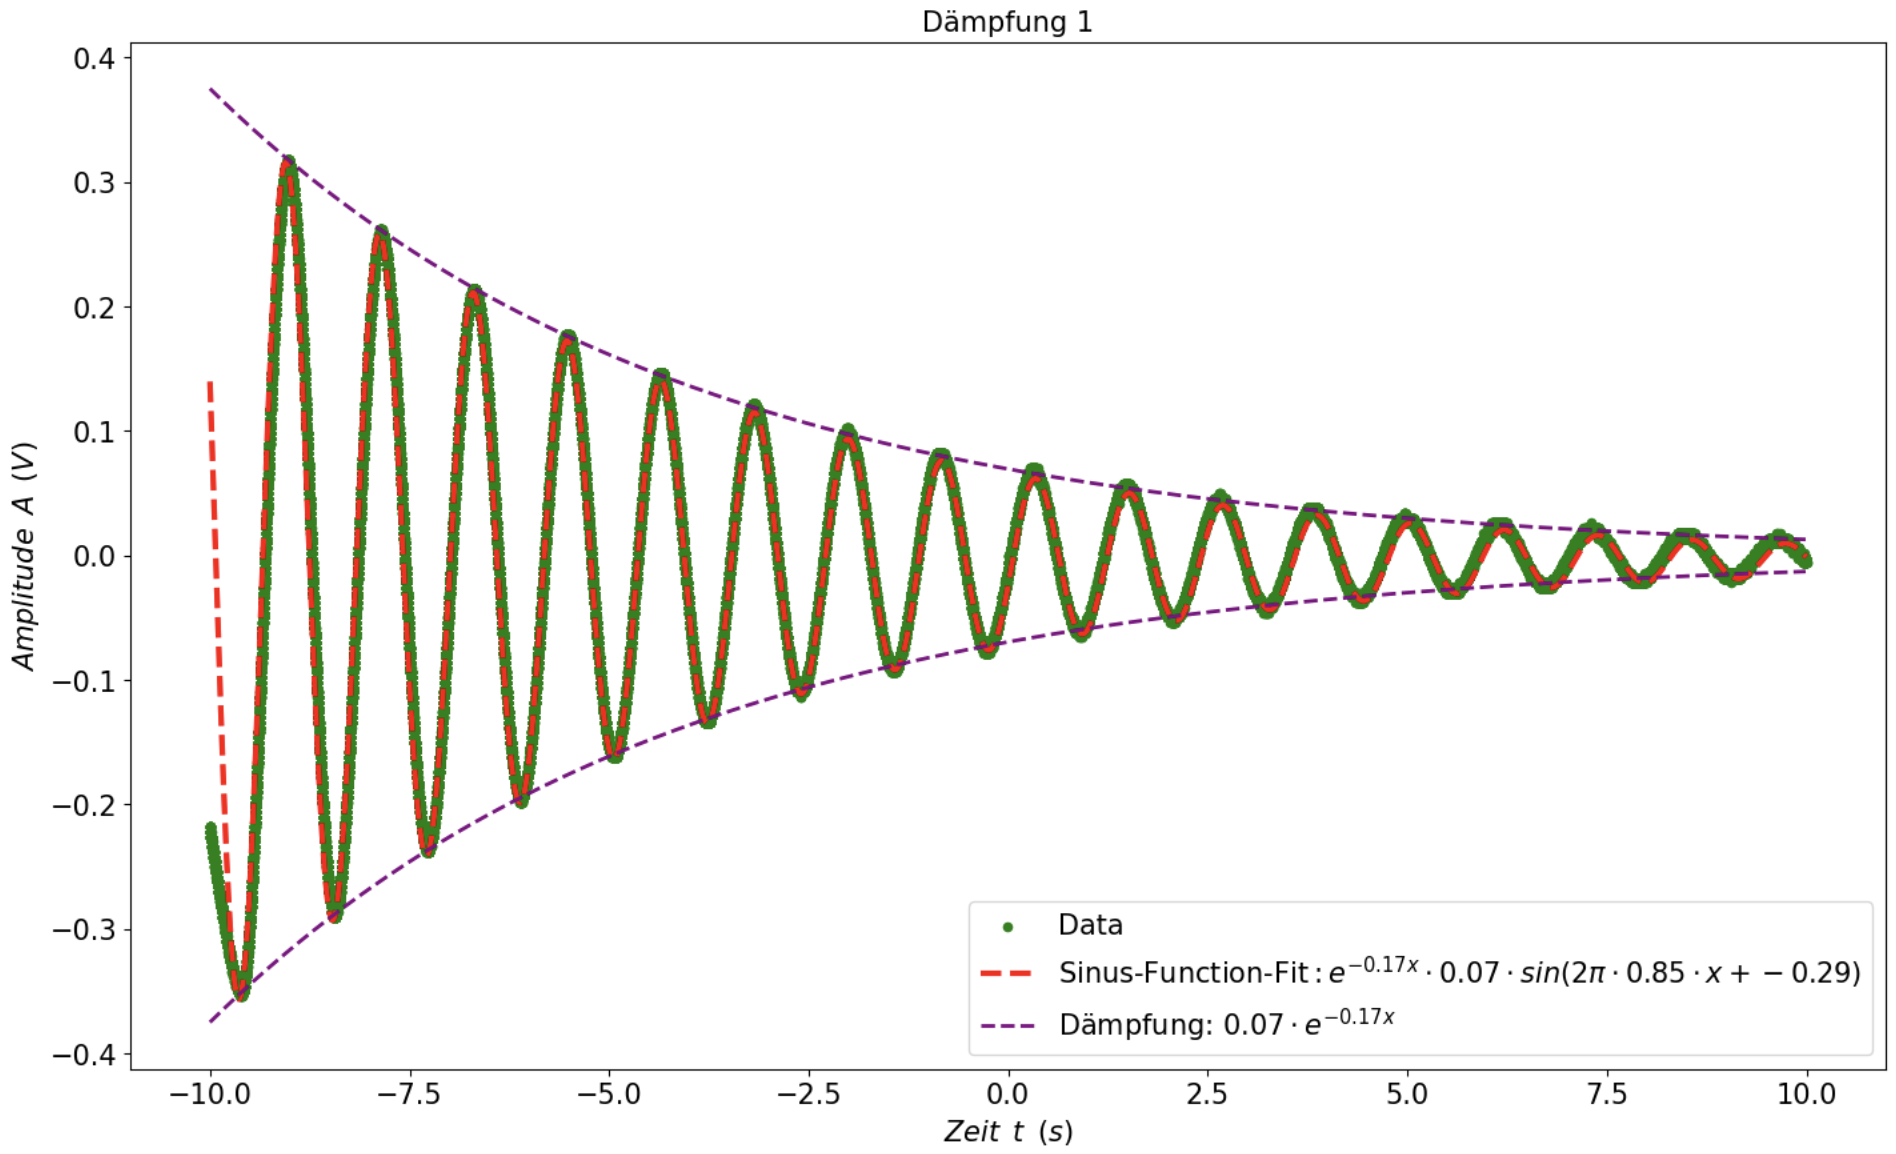 Dämpfung 1
0.4
0.3
0.2
0.1
0.0
−0.1
−0.2
−0.3
−0.4
Amplitude A (V)
Data
Sinus-Function-Fit: e^{−0.17x} · 0.07 · sin(2π · 0.85 · x + −0.29)
Dämpfung: 0.07 · e^{−0.17x}
−10.0 −7.5 −5.0 −2.5 0.0 2.5 5.0 7.5 10.0
Zeit t (s)